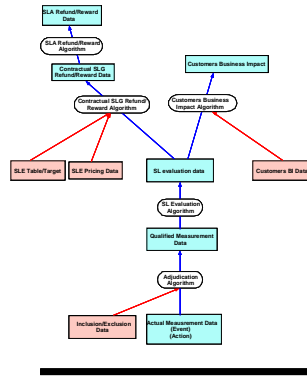 SLA Refund/Reward
Data
SLA Refund/Reward
Algorithm
Contractual SLG
Refund/Reward Data
Customers Business Impact
Contractual SLG Refund/
Reward Algorithm
Customers Business
Impact Algorithm
SLE Table/Target
SLE Pricing Data
SL evaluation data
Customers BI Data
SL Evaluation
Algorithm
Qualified Measurement
Data
Adjudication
Algorithm
Inclusion/Exclusion
Data
Actual Measurement Data
(Event)
(Action)